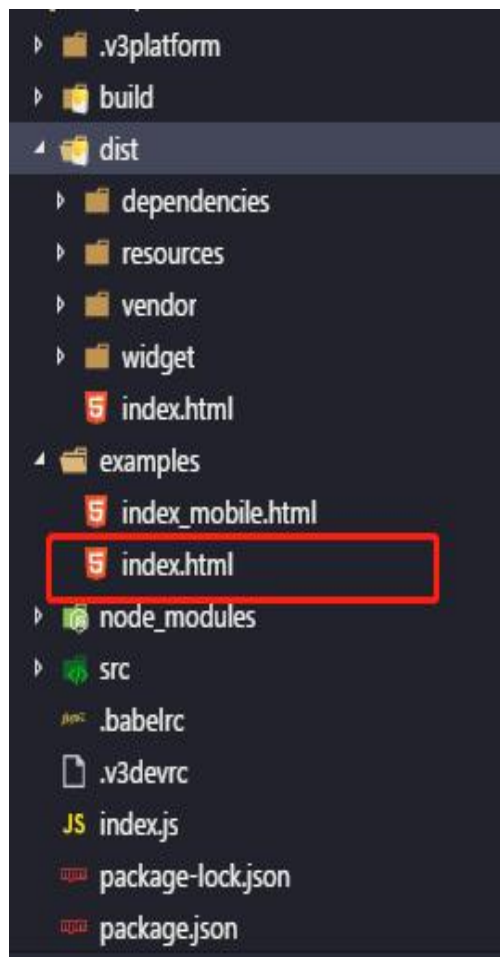 .v3platform
build
dist
dependencies
resources
vendor
widget
index.html
examples
index_mobile.html
index.html
node_modules
src
.babelrc
.v3devrc
JS index.js
package-lock.json
package.json